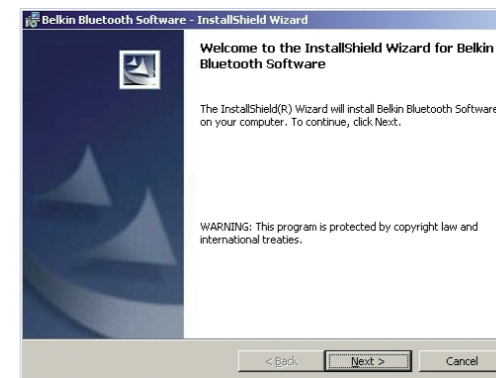 Belkin Bluetooth Software - InstallShield Wizard
Welcome to the InstallShield Wizard for Belkin
Bluetooth Software
The InstallShield(R) Wizard will install Belkin Bluetooth Software
on your computer. To continue, click Next.
WARNING: This program is protected by copyright law and
international treaties.
< Back Next > Cancel